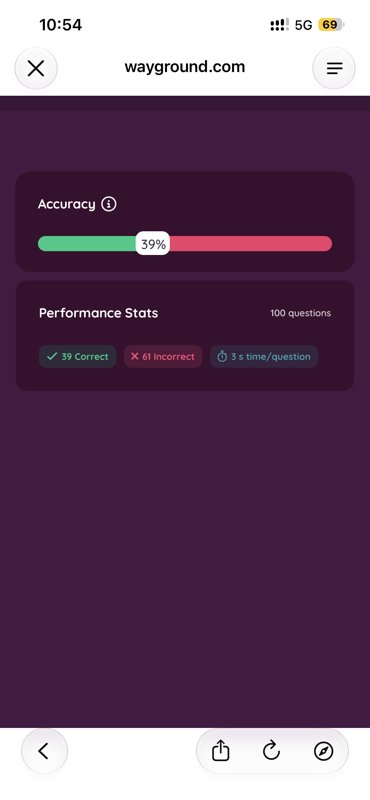 10:54
5G
69
wayground.com
Accuracy
39%
Performance Stats
100 questions
39 Correct
61 Incorrect
3 s time/question